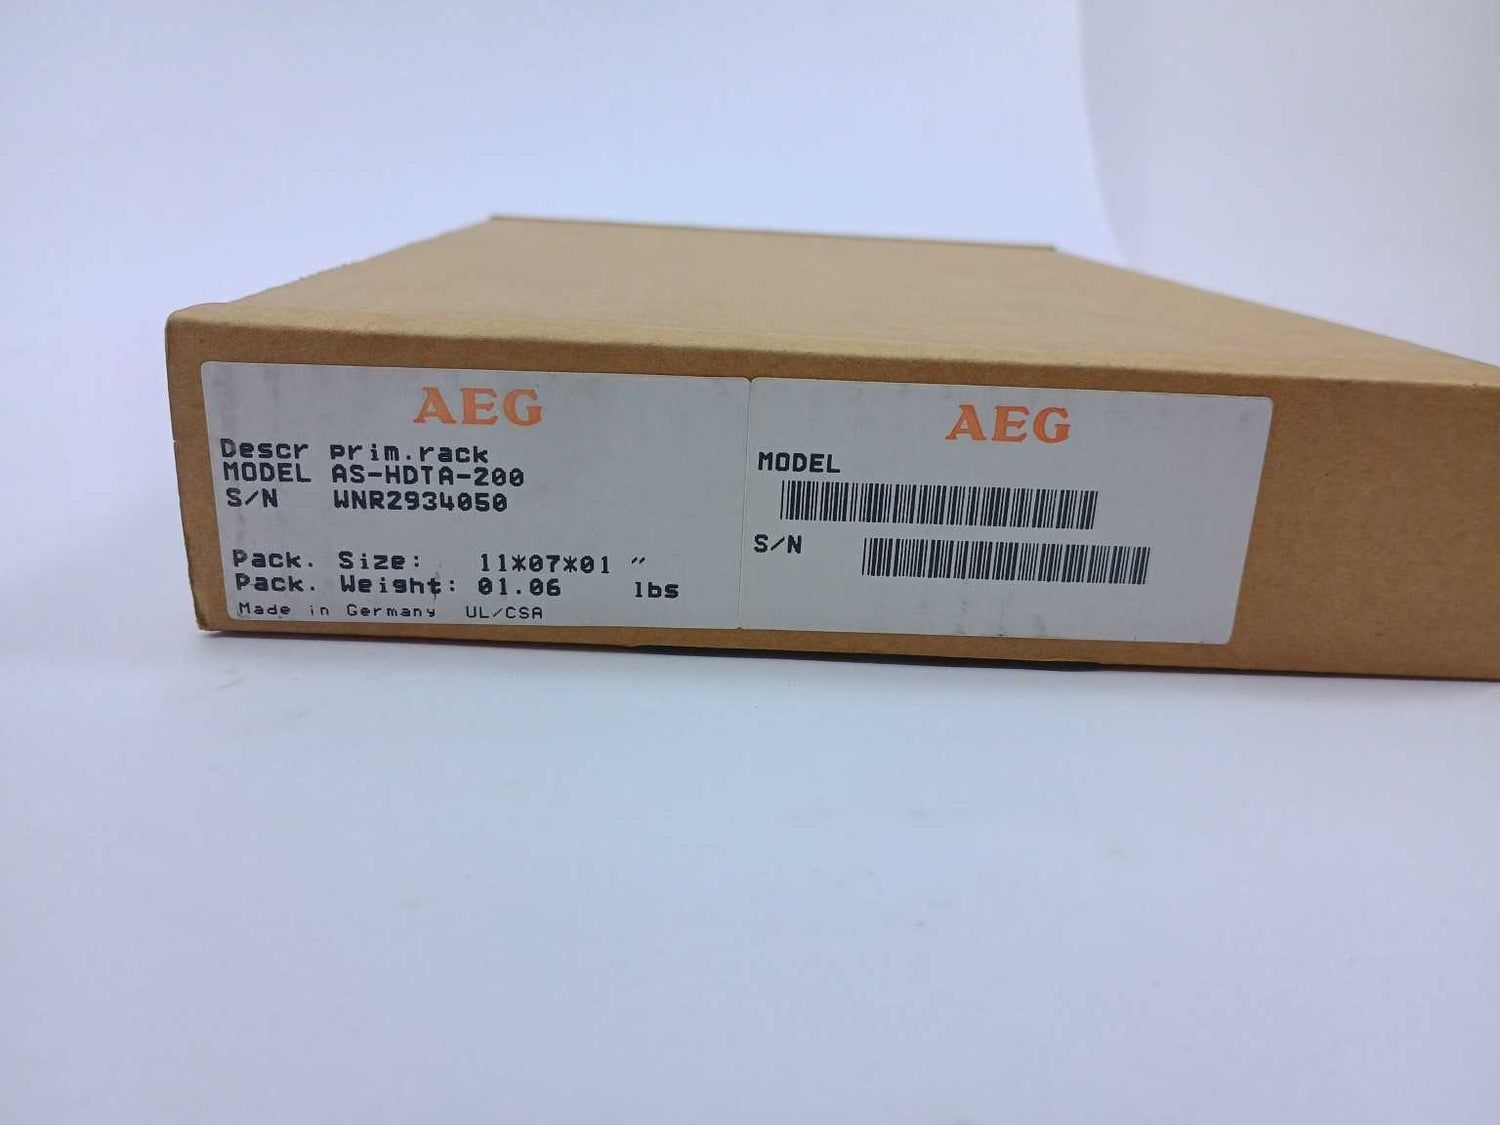 AEG
Descr prim.rack
MODEL AS-HDTA-200
S/N WNR2934050
Pack. Size: 11*07*01 "
Pack. Weight: 01.06 lbs
Made in Germany UL/CSA
AEG
MODEL
S/N